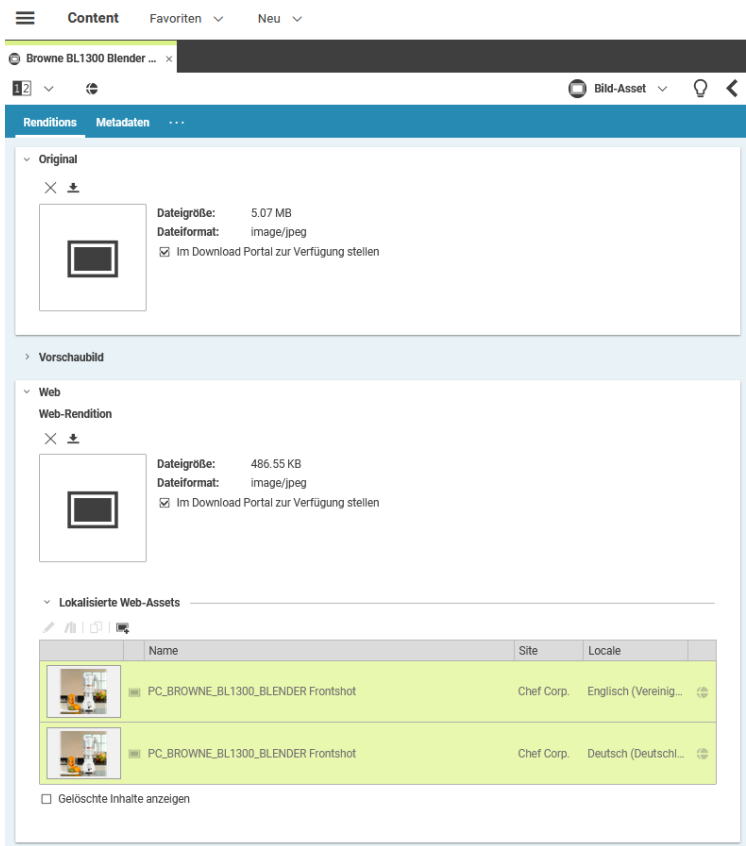 Content Favoriten Neu
Browne BL1300 Blender ... ×
12 Bild-Asset
Renditions Metadaten ...
Original
Dateigröße: 5.07 MB
Dateiformat: image/jpeg
Im Download Portal zur Verfügung stellen
Vorschaubild
Web
Web-Rendition
Dateigröße: 486.55 KB
Dateiformat: image/jpeg
Im Download Portal zur Verfügung stellen
Lokalisierte Web-Assets
Name Site Locale
PC_BROWNE_BL1300_BLENDER Frontshot Chef Corp. Englisch (Vereinig...
PC_BROWNE_BL1300_BLENDER Frontshot Chef Corp. Deutsch (Deutschl...
Gelöschte Inhalte anzeigen